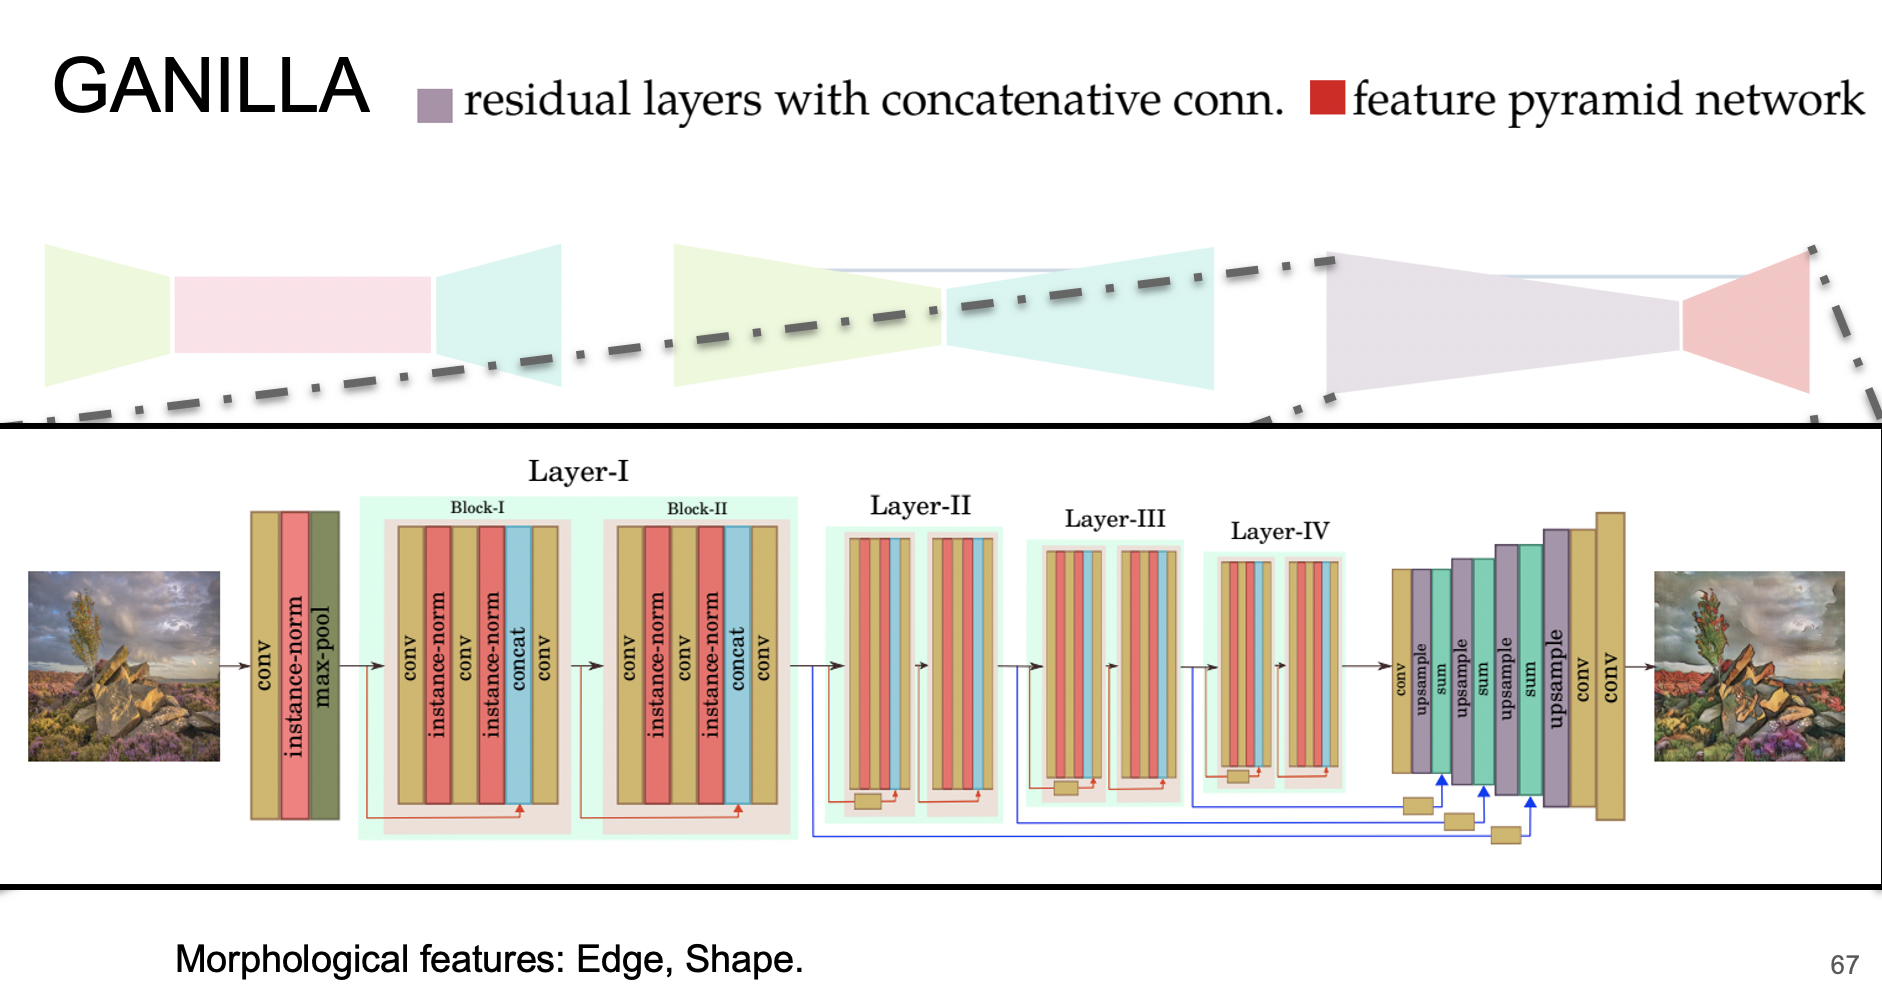 GANILLA
residual layers with concatenative conn.
feature pyramid network
Layer-I
Block-I
Block-II
Layer-II
Layer-III
Layer-IV
conv
instance-norm
max-pool
conv
instance-norm
conv
instance-norm
concat
conv
conv
instance-norm
conv
instance-norm
concat
conv
conv
upsample
sum
upsample
sum
upsample
sum
upsample
conv
conv
Morphological features: Edge, Shape.
67